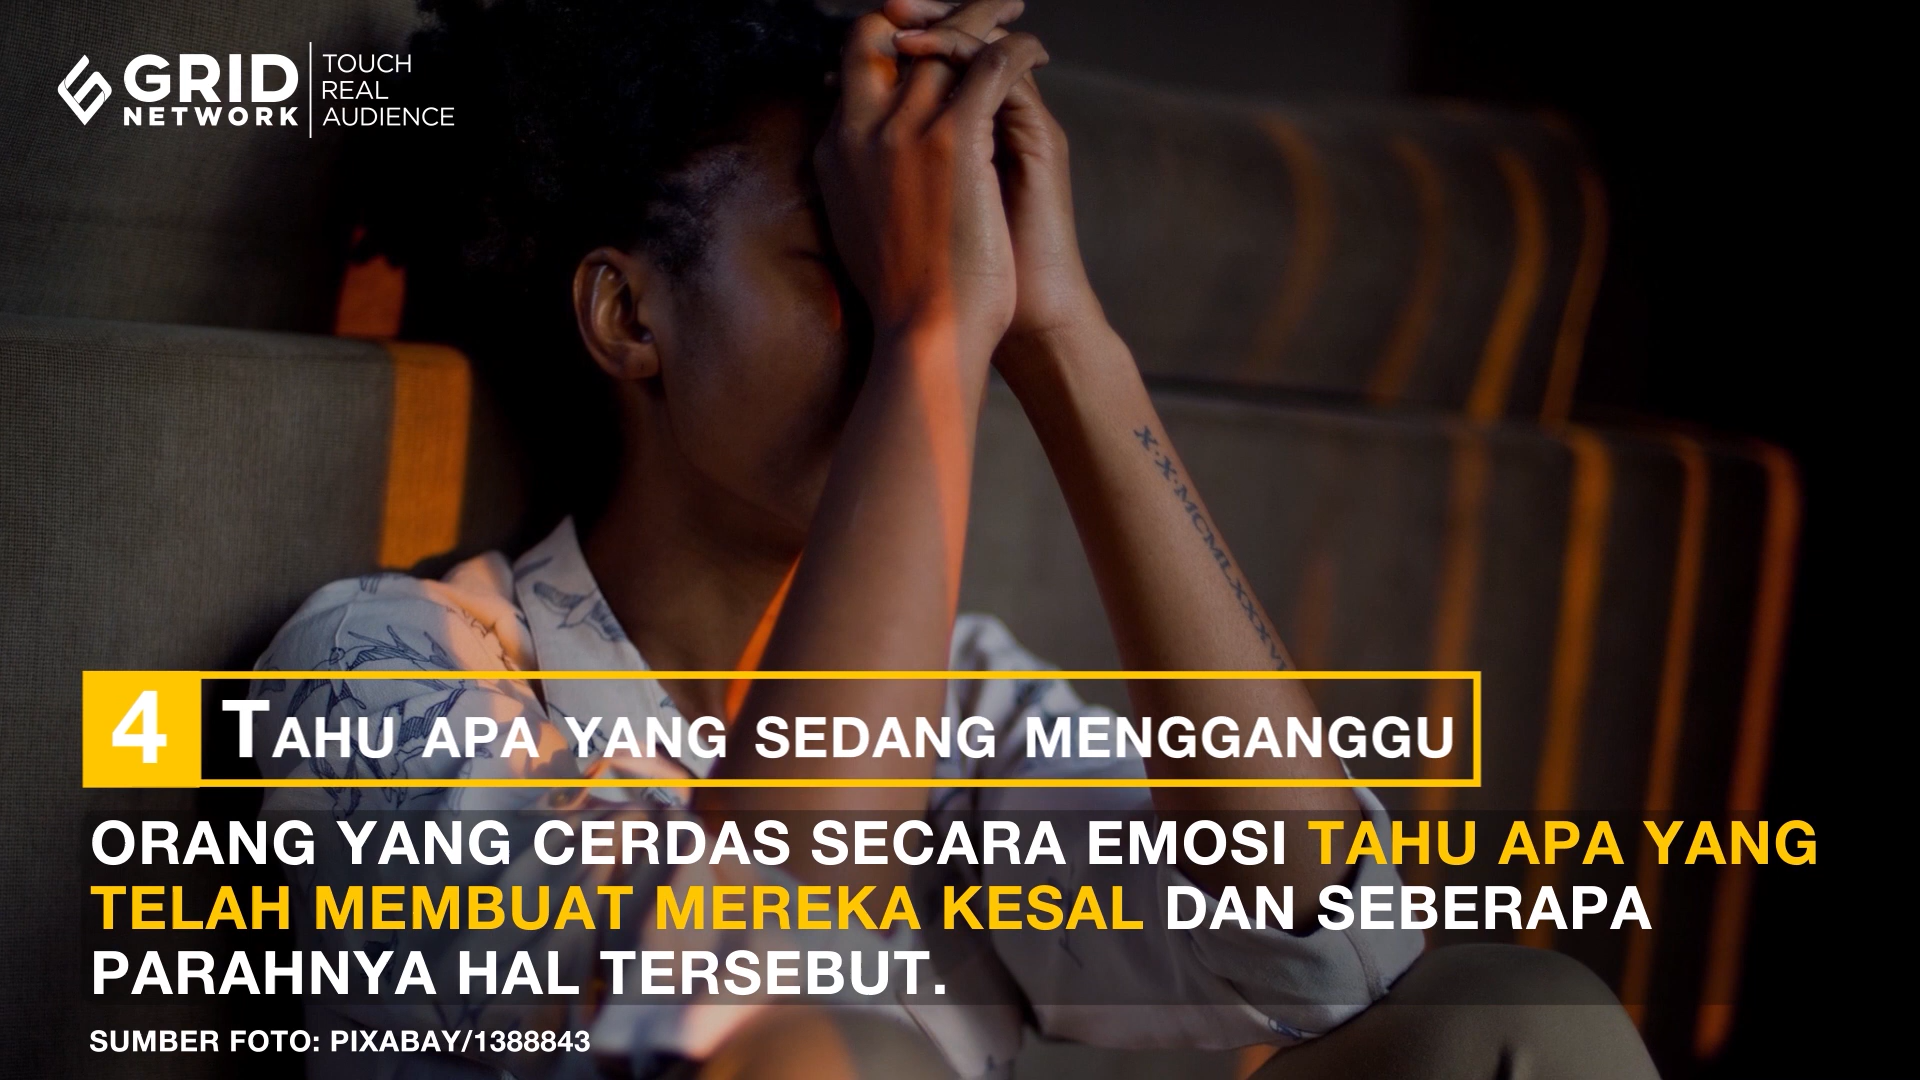 GRID
NETWORK
TOUCH
REAL
AUDIENCE
4 TAHU APA YANG SEDANG MENGGANGGU
ORANG YANG CERDAS SECARA EMOSI TAHU APA YANG
TELAH MEMBUAT MEREKA KESAL DAN SEBERAPA
PARAHNYA HAL TERSEBUT.
SUMBER FOTO: PIXABAY/1388843